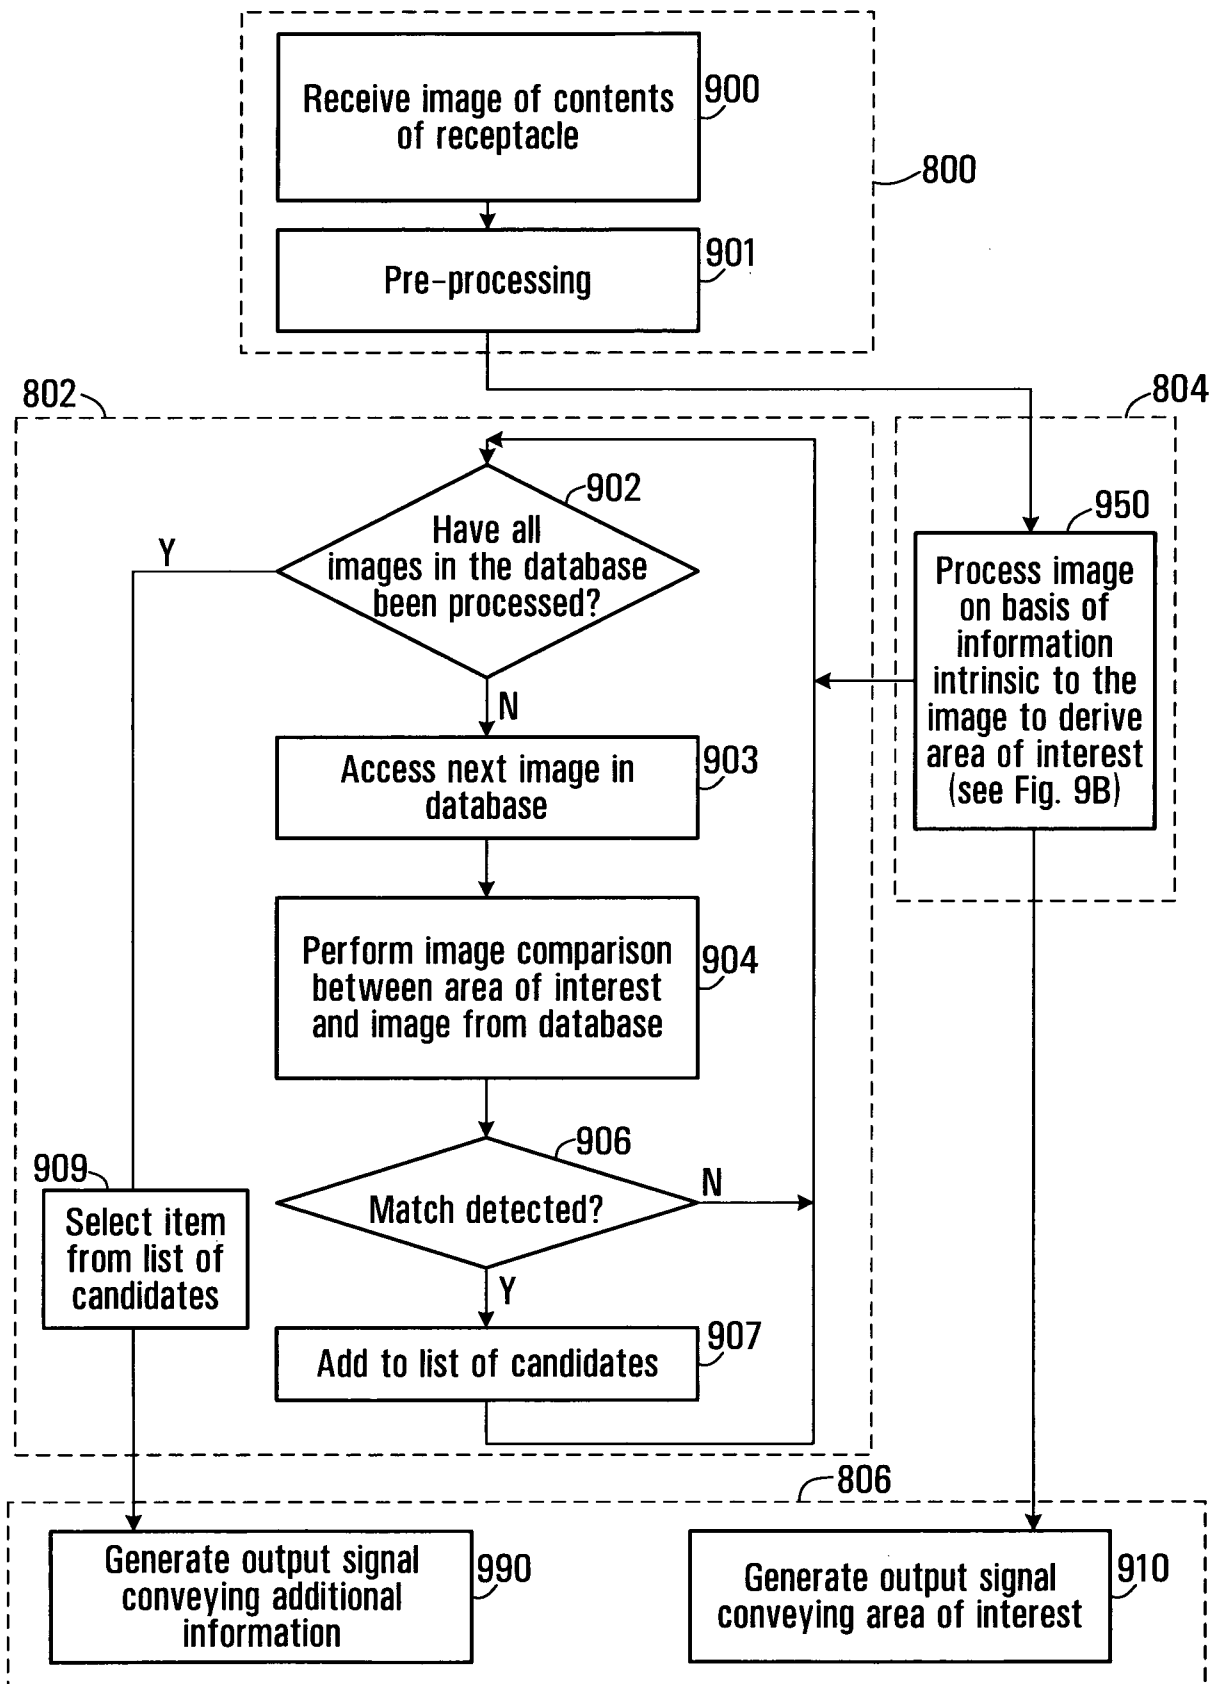 Receive image of contents
of receptacle
900
800
Pre-processing
901
802
804
902
Have all
images in the database
been processed?
Y
N
950
Process image
on basis of
information
intrinsic to the
image to derive
area of interest
(see Fig. 9B)
Access next image in
database
903
Perform image comparison
between area of interest
and image from database
904
906
Match detected?
N
Y
909
Select item
from list of
candidates
Add to list of candidates
907
806
Generate output signal
conveying additional
information
990
Generate output signal
conveying area of interest
910